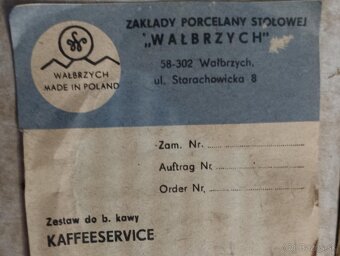 ZAKŁADY PORCELANY STOŁOWEJ
„WAŁBRZYCH"
58-302 Wałbrzych,
ul. Starachowicka 8
WAŁBRZYCH
MADE IN POLAND
Zam. Nr.
Auftrag Nr
Order Nr.
Zestaw do b. kawy
KAFFEESERVICE